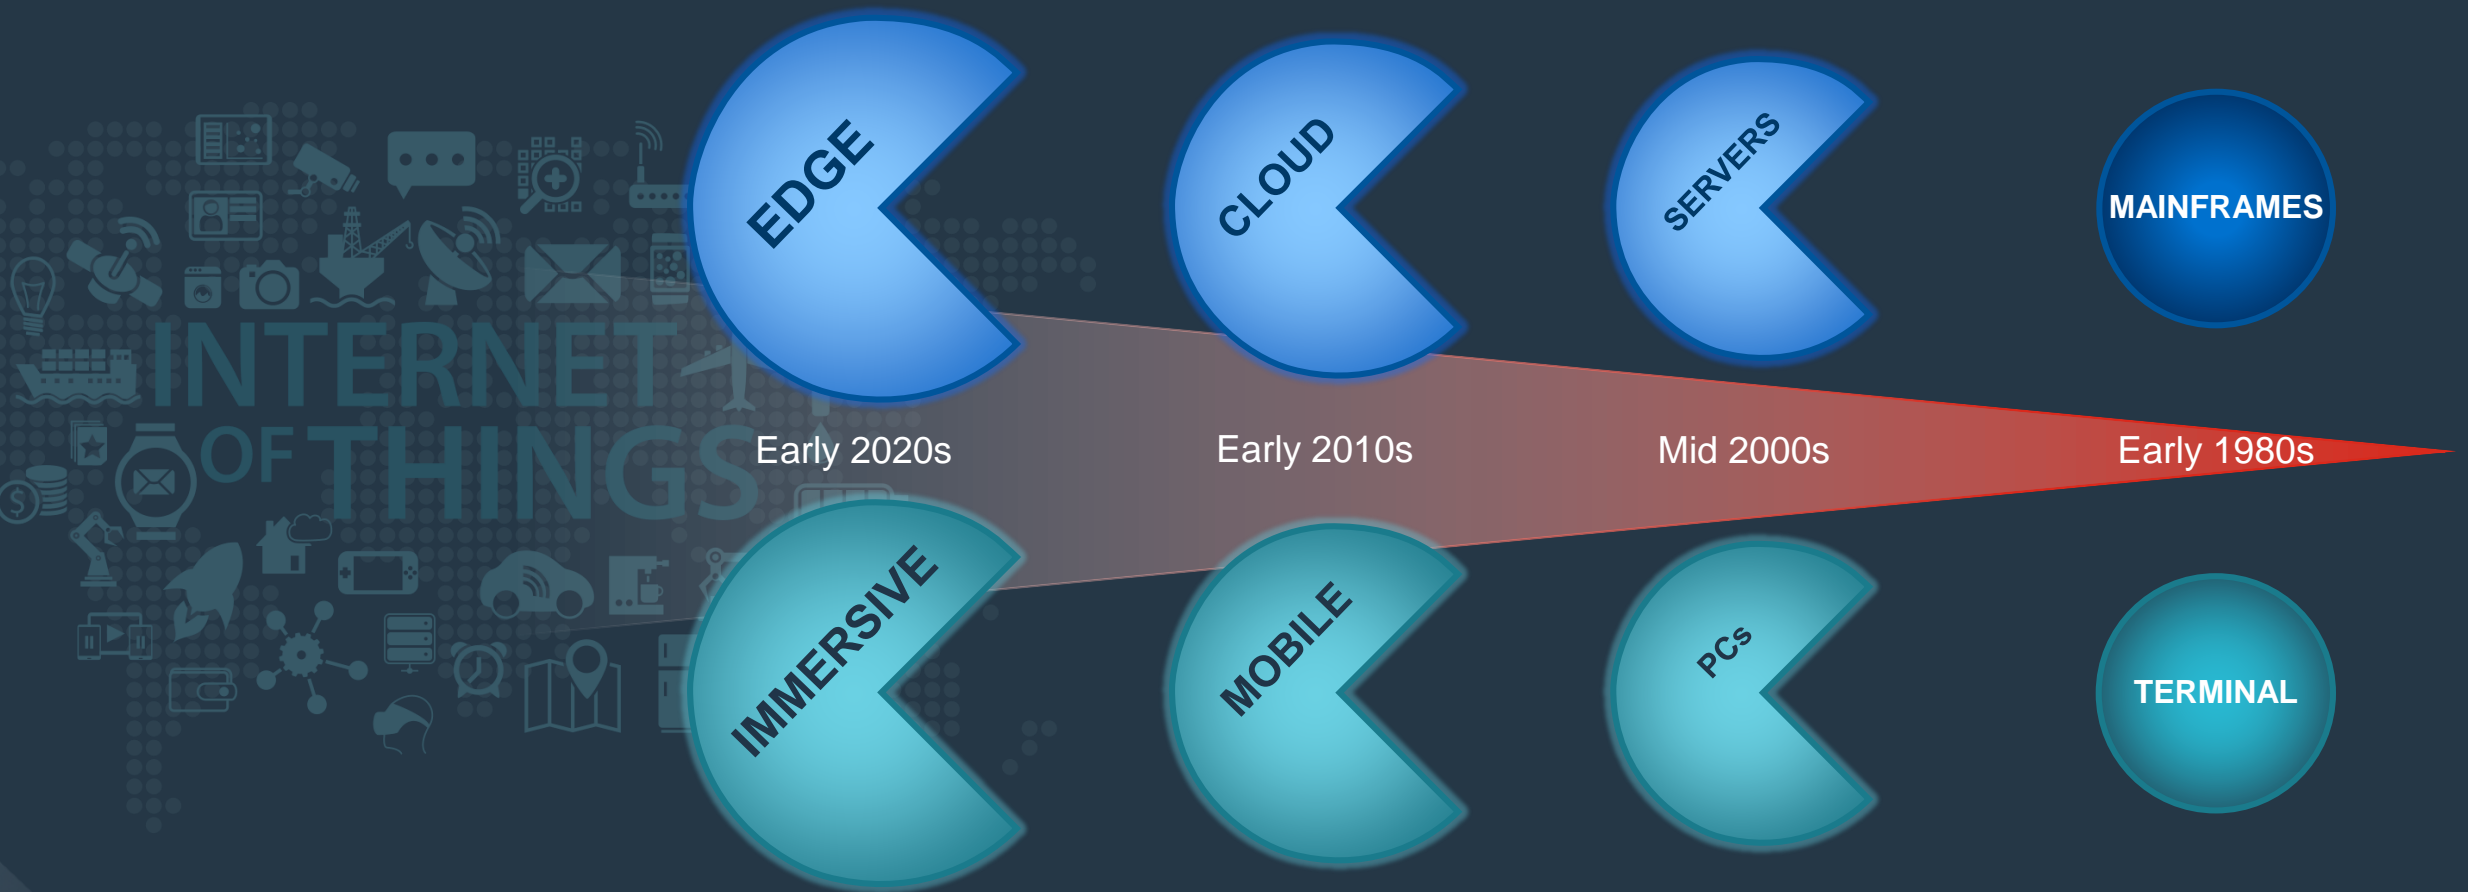 EDGE
CLOUD
SERVERS
MAINFRAMES
INTERNET
OF THINGS
Early 2020s
Early 2010s
Mid 2000s
Early 1980s
IMMERSIVE
MOBILE
PCs
TERMINAL
$